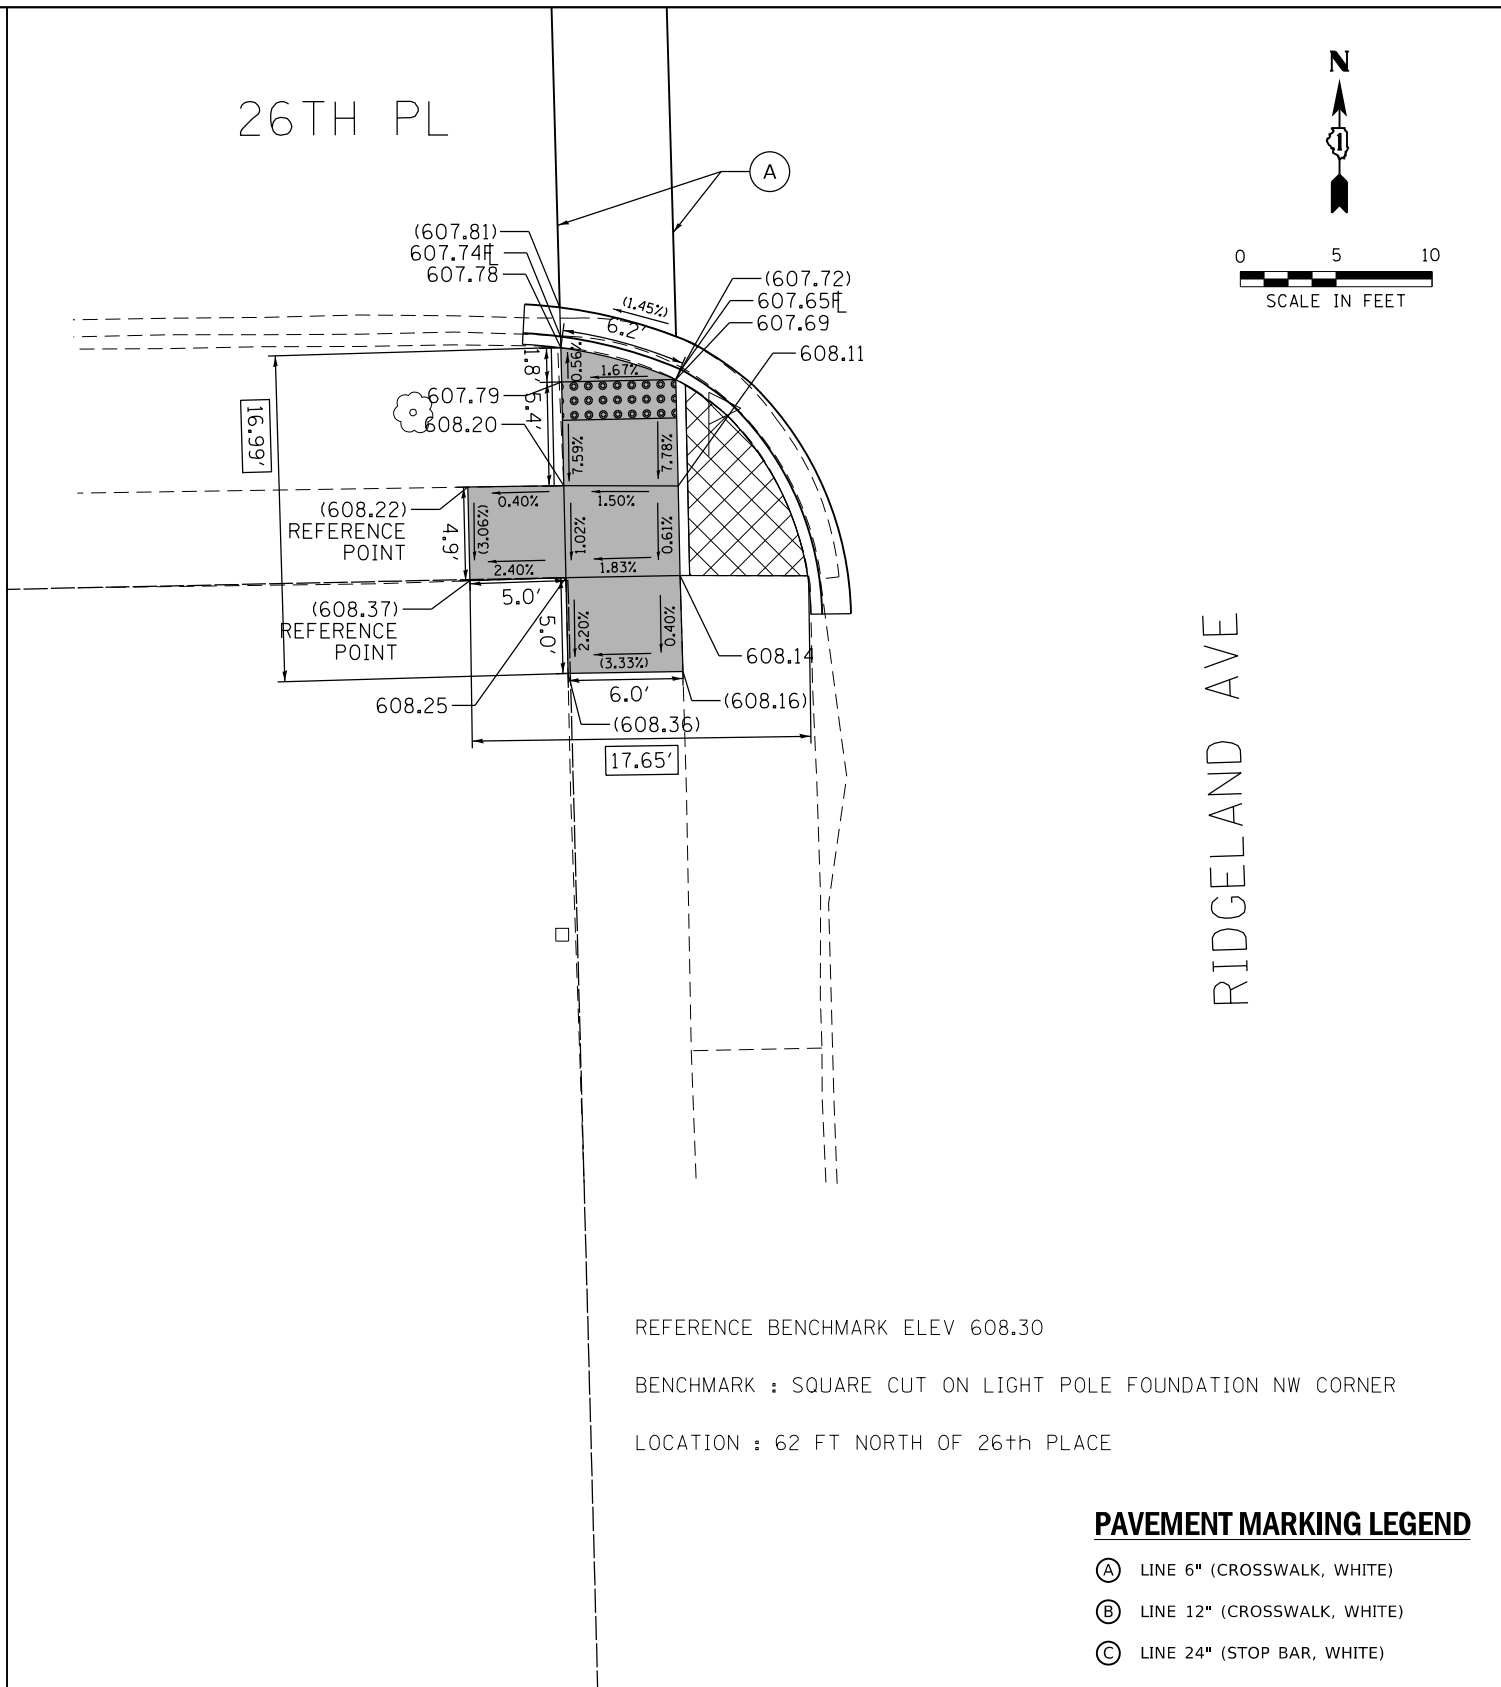 N
26TH PL
A
0 5 10
SCALE IN FEET
(607.81)
607.74FL
607.78
(607.72)
607.65FL
607.69
608.11
(1.45%)
6.2'
1.8'
0.56%
1.67%
607.79
5.4'
608.20
16.99'
7.59%
7.78%
(608.22)
REFERENCE
POINT
0.40%
1.50%
4.9'
(3.06%)
1.02%
0.61%
2.40%
1.83%
5.0'
(608.37)
REFERENCE
POINT
5.0'
2.20%
0.40%
(3.33%)
608.14
6.0'
(608.16)
608.25
(608.36)
17.65'
RIDGELAND AVE
REFERENCE BENCHMARK ELEV 608.30
BENCHMARK : SQUARE CUT ON LIGHT POLE FOUNDATION NW CORNER
LOCATION : 62 FT NORTH OF 26th PLACE
PAVEMENT MARKING LEGEND
A LINE 6" (CROSSWALK, WHITE)
B LINE 12" (CROSSWALK, WHITE)
C LINE 24" (STOP BAR, WHITE)